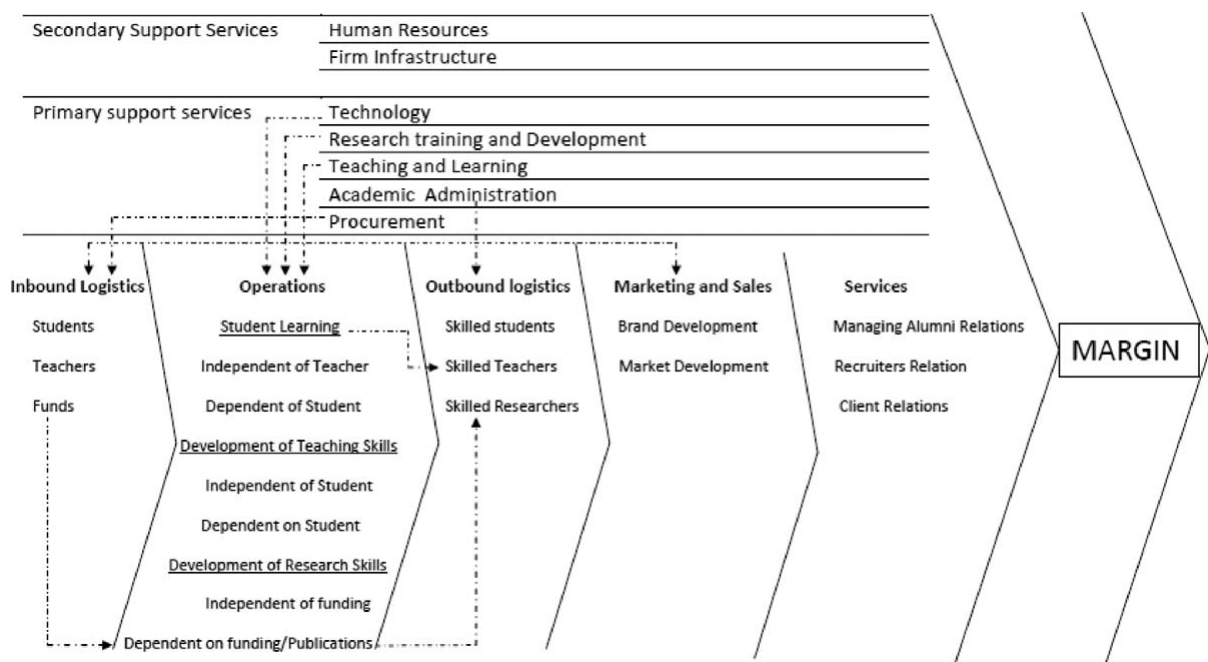 Secondary Support Services
Human Resources
Firm Infrastructure
Primary support services
Technology
Research training and Development
Teaching and Learning
Academic Administration
Procurement
Inbound Logistics
Students
Teachers
Funds
Operations
Student Learning
Independent of Teacher
Dependent of Student
Development of Teaching Skills
Independent of Student
Dependent on Student
Development of Research Skills
Independent of funding
Dependent on funding/Publications
Outbound logistics
Skilled students
Skilled Teachers
Skilled Researchers
Marketing and Sales
Brand Development
Market Development
Services
Managing Alumni Relations
Recruiters Relation
Client Relations
MARGIN